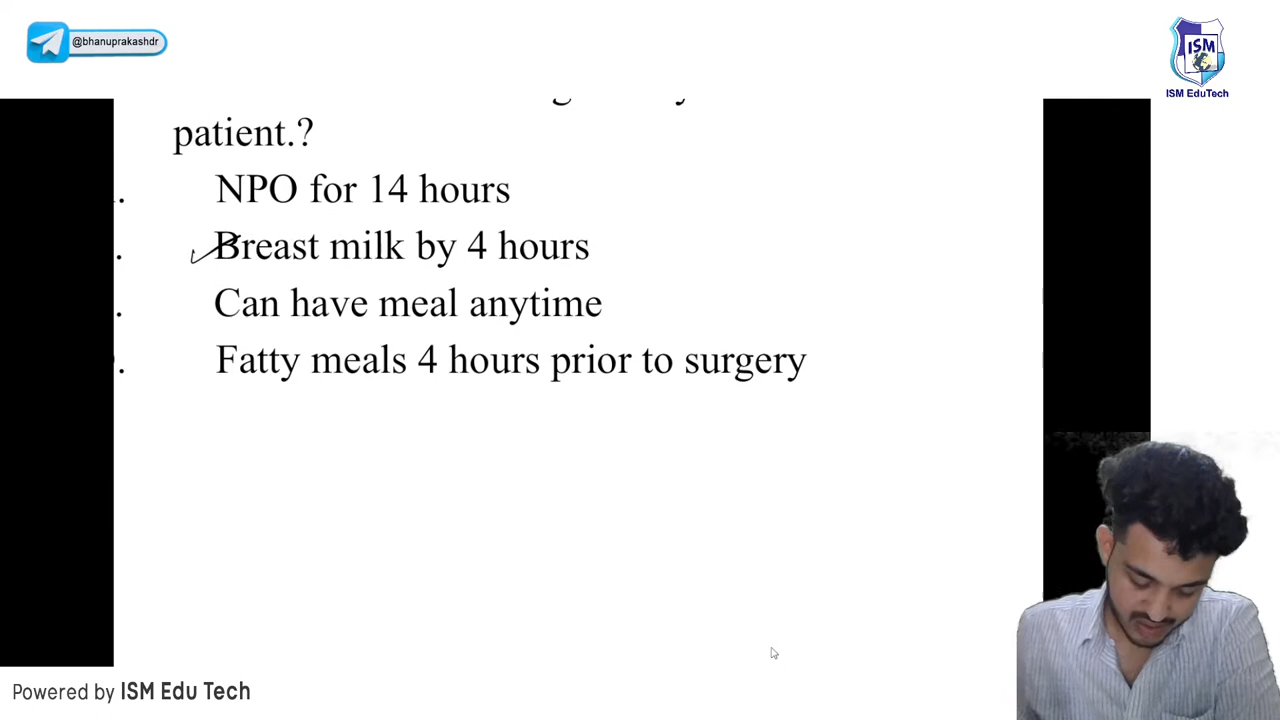 @bhanuprakashdr
ISM
ISM EduTech
patient.?
NPO for 14 hours
Breast milk by 4 hours
Can have meal anytime
Fatty meals 4 hours prior to surgery
Powered by ISM Edu Tech